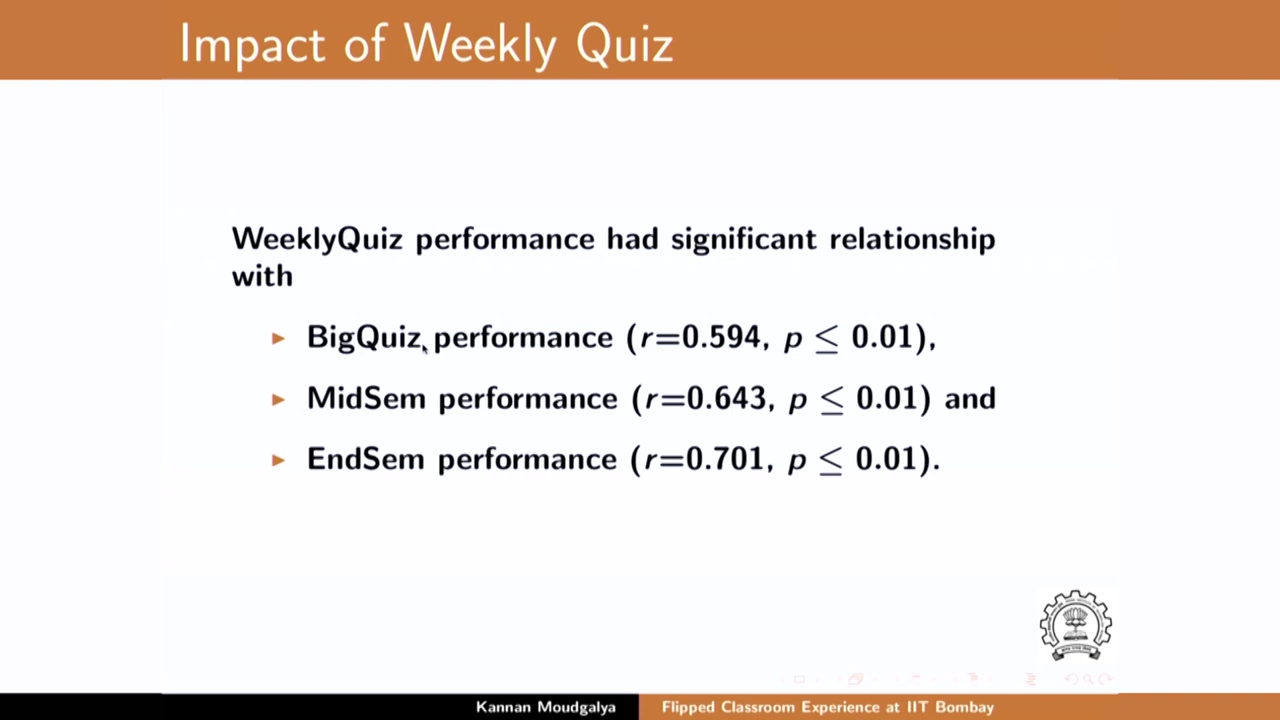 Impact of Weekly Quiz
WeeklyQuiz performance had significant relationship
with
BigQuiz performance (r=0.594, p ≤ 0.01),
MidSem performance (r=0.643, p ≤ 0.01) and
EndSem performance (r=0.701, p ≤ 0.01).
Kannan Moudgalya
Flipped Classroom Experience at IIT Bombay